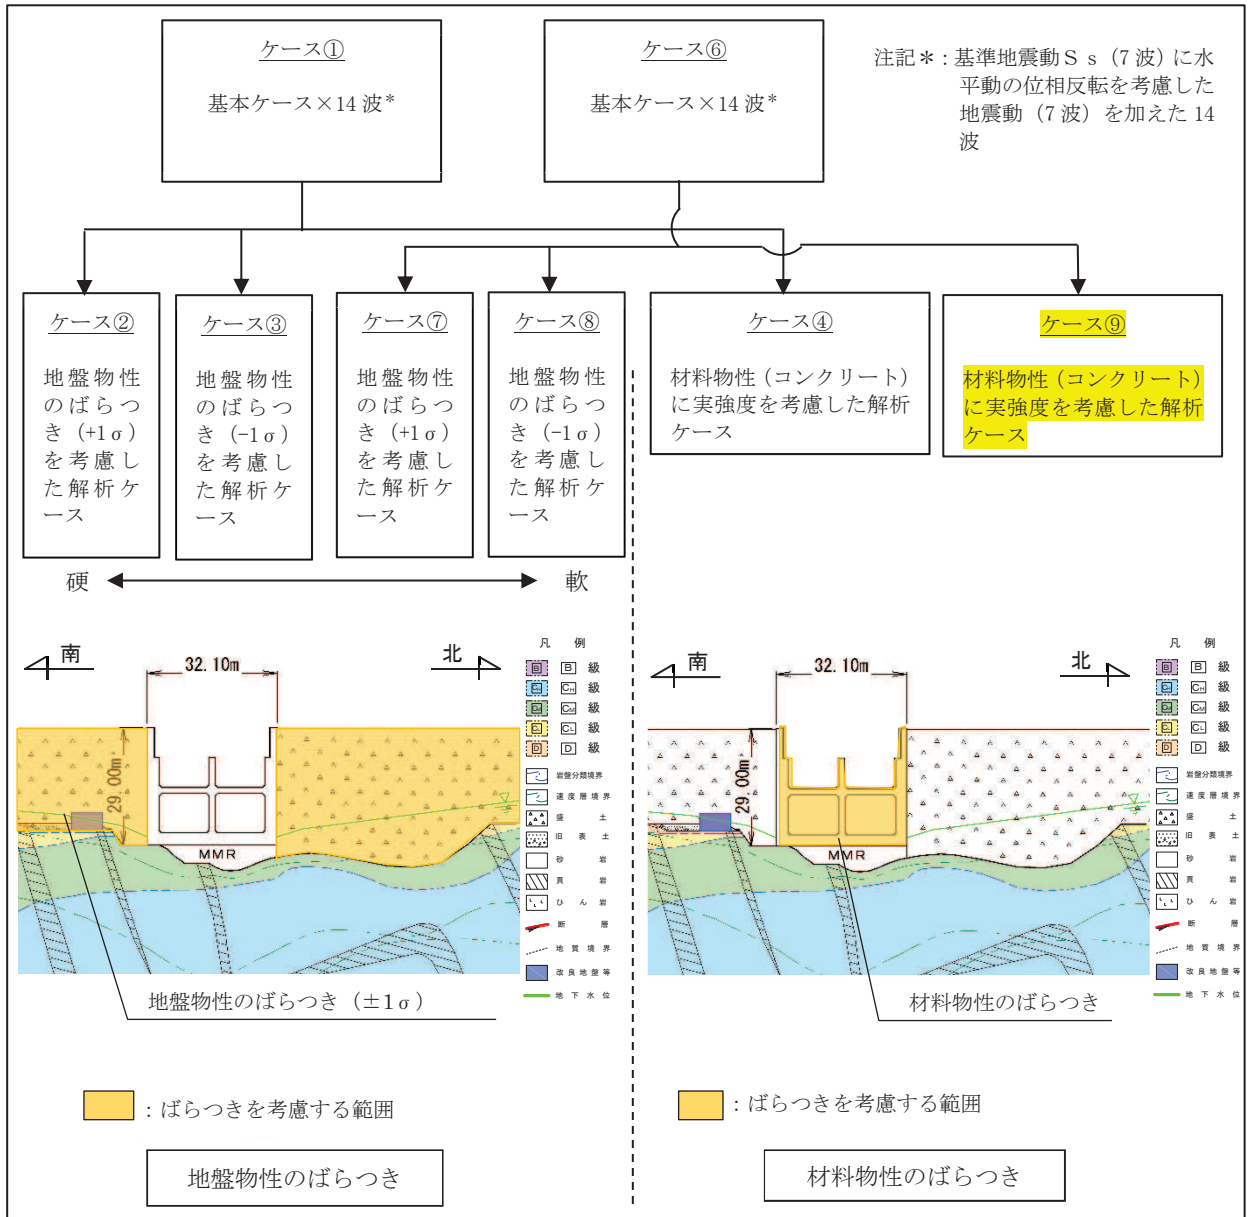 ケース①
基本ケース×14 波*
ケース⑥
基本ケース×14 波*
注記＊：基準地震動Ｓｓ（7 波）に水
平動の位相反転を考慮した
地震動（7 波）を加えた 14
波
ケース②
地盤物性
のばらつ
き（+1σ）
を考慮し
た解析ケ
ース
ケース③
地盤物性
のばらつ
き（-1σ）
を考慮し
た解析ケ
ース
ケース⑦
地盤物性
のばらつ
き（+1σ）
を考慮し
た解析ケ
ース
ケース⑧
地盤物性
のばらつ
き（-1σ）
を考慮し
た解析ケ
ース
ケース④
材料物性（コンクリート）
に実強度を考慮した解析
ケース
ケース⑨
材料物性（コンクリート）
に実強度を考慮した解析
ケース
硬
軟
南
北
32.10m
29.00m
MMR
凡 例
B B 級
CH CH 級
CM CM 級
CL CL 級
D D 級
岩盤分類境界
速度層境界
盛 土
旧 表 土
砂 岩
頁 岩
ひ ん 岩
断 層
地 質 境 界
改 良 地 盤 等
地 下 水 位
地盤物性のばらつき（±1σ）
：ばらつきを考慮する範囲
地盤物性のばらつき
南
北
32.10m
29.00m
MMR
凡 例
B B 級
CH CH 級
CM CM 級
CL CL 級
D D 級
岩盤分類境界
速度層境界
盛 土
旧 表 土
砂 岩
頁 岩
ひ ん 岩
断 層
地 質 境 界
改 良 地 盤 等
地 下 水 位
材料物性のばらつき
：ばらつきを考慮する範囲
材料物性のばらつき